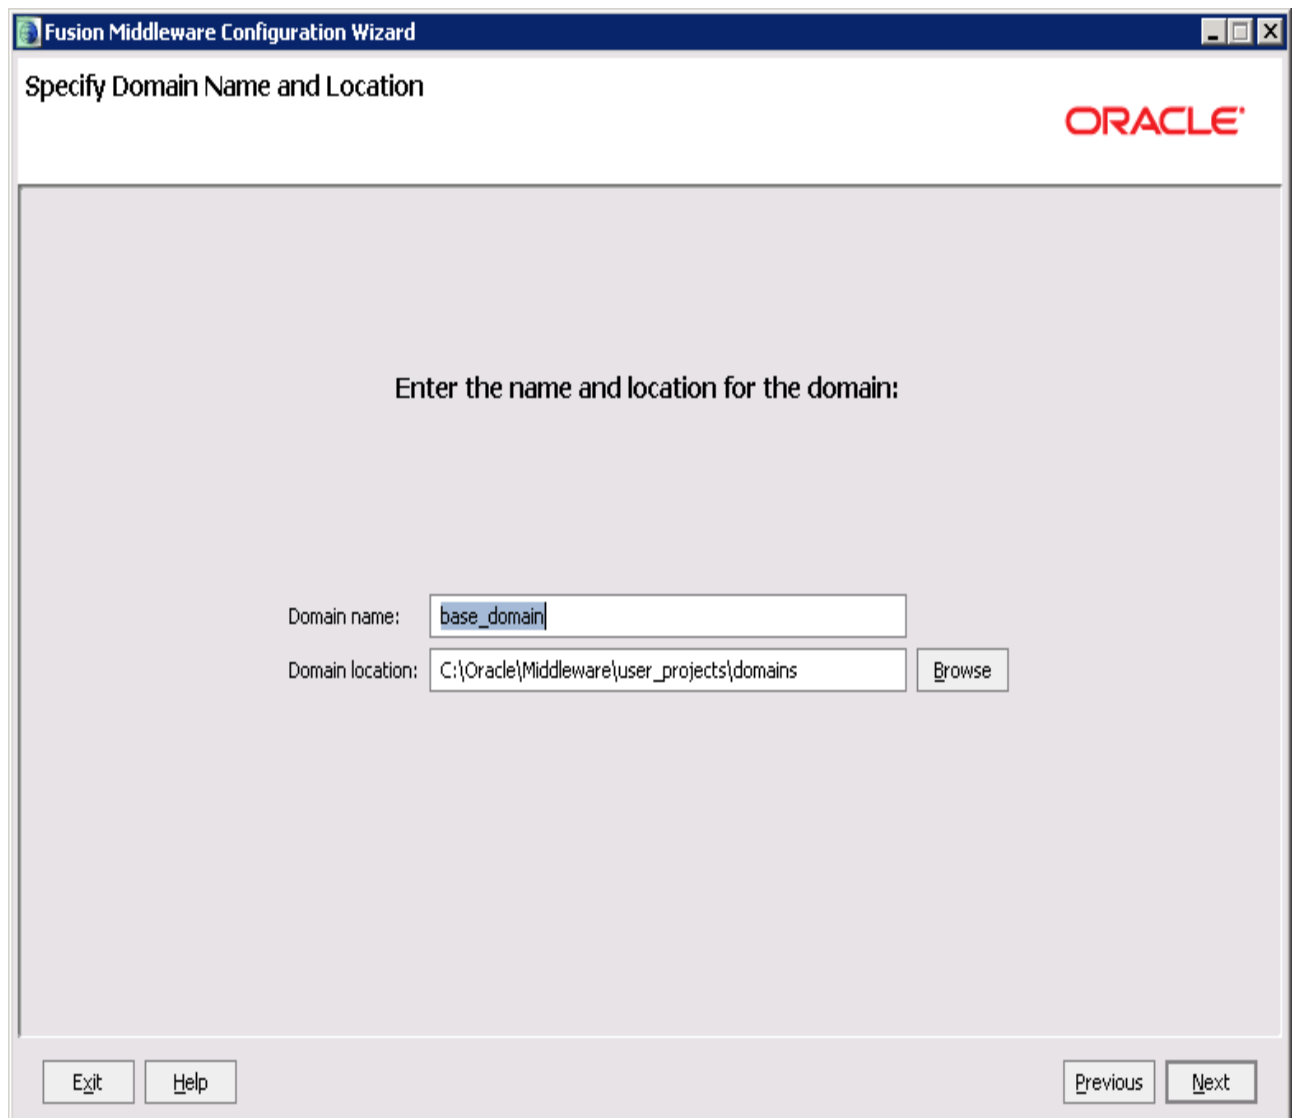 Fusion Middleware Configuration Wizard
Specify Domain Name and Location
ORACLE
Enter the name and location for the domain:
Domain name: base_domain
Domain location: C:\Oracle\Middleware\user_projects\domains Browse
Exit Help Previous Next